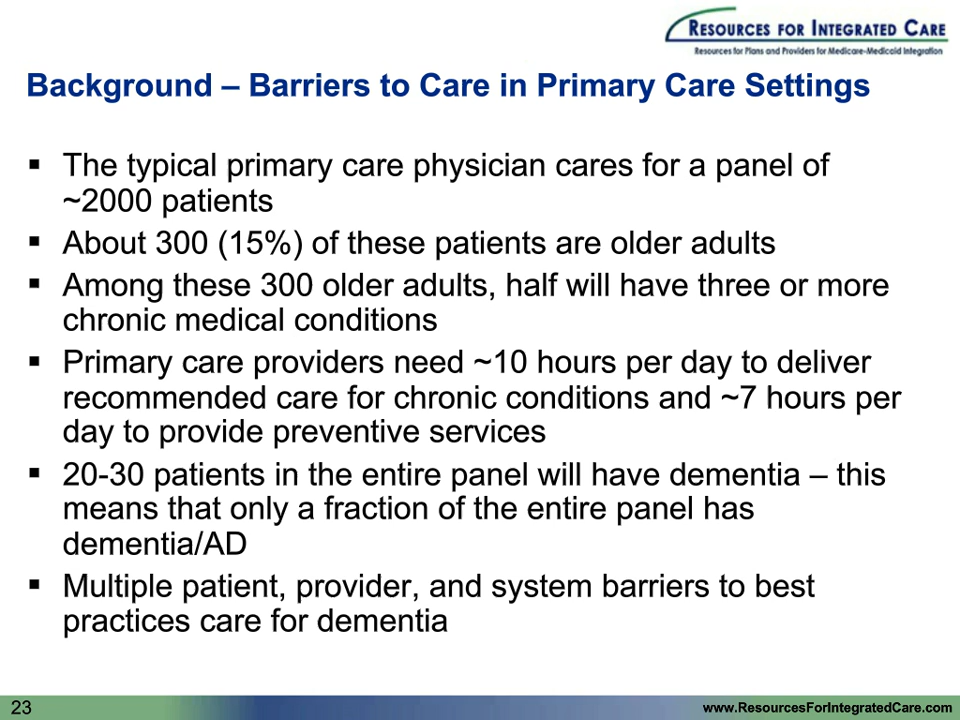 RESOURCES FOR INTEGRATED CARE
Resources for Plans and Providers for Medicare-Medicaid Integration
Background – Barriers to Care in Primary Care Settings
▪ The typical primary care physician cares for a panel of
~2000 patients
▪ About 300 (15%) of these patients are older adults
▪ Among these 300 older adults, half will have three or more
chronic medical conditions
▪ Primary care providers need ~10 hours per day to deliver
recommended care for chronic conditions and ~7 hours per
day to provide preventive services
▪ 20-30 patients in the entire panel will have dementia – this
means that only a fraction of the entire panel has
dementia/AD
▪ Multiple patient, provider, and system barriers to best
practices care for dementia
23
www.ResourcesForIntegratedCare.com